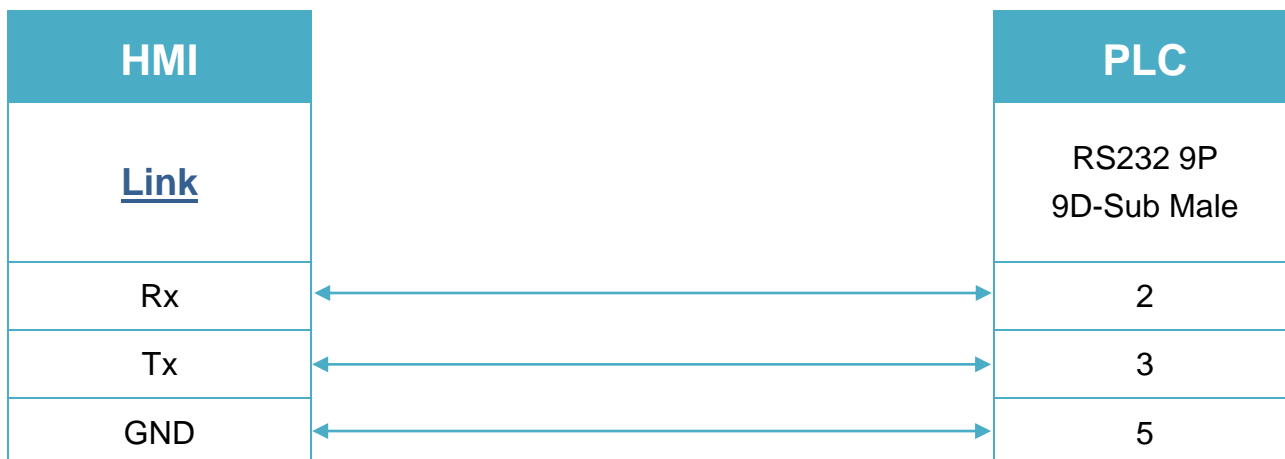 HMI PLC
Link RS232 9P
9D-Sub Male
Rx 2
Tx 3
GND 5